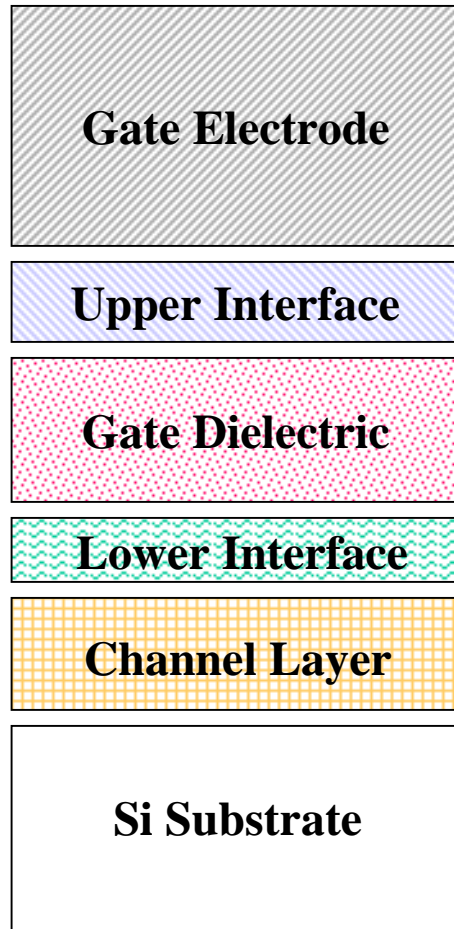 Gate Electrode
Upper Interface
Gate Dielectric
Lower Interface
Channel Layer
Si Substrate